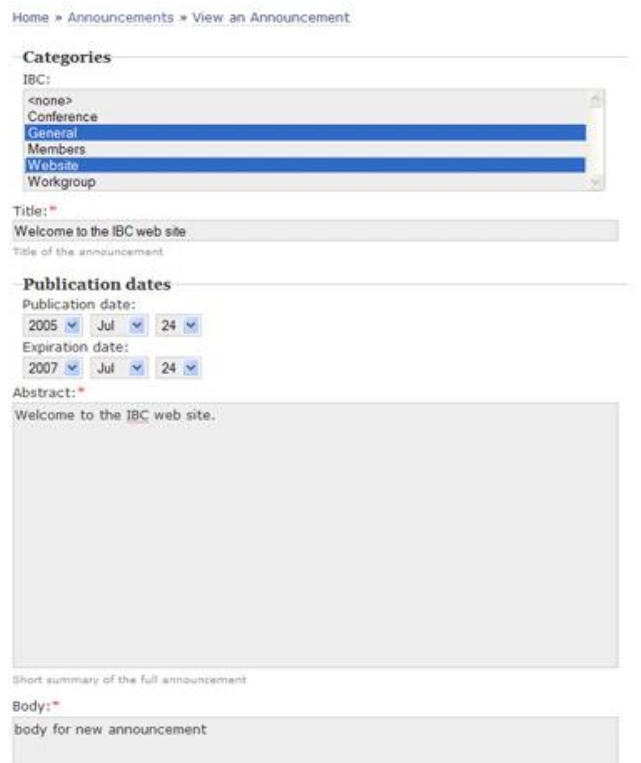 Home » Announcements » View an Announcement
Categories
IBC:
<none>
Conference
General
Members
Website
Workgroup
Title:*
Welcome to the IBC web site
Title of the announcement
Publication dates
Publication date:
2005 Jul 24
Expiration date:
2007 Jul 24
Abstract:*
Welcome to the IBC web site.
Short summary of the full announcement
Body:*
body for new announcement